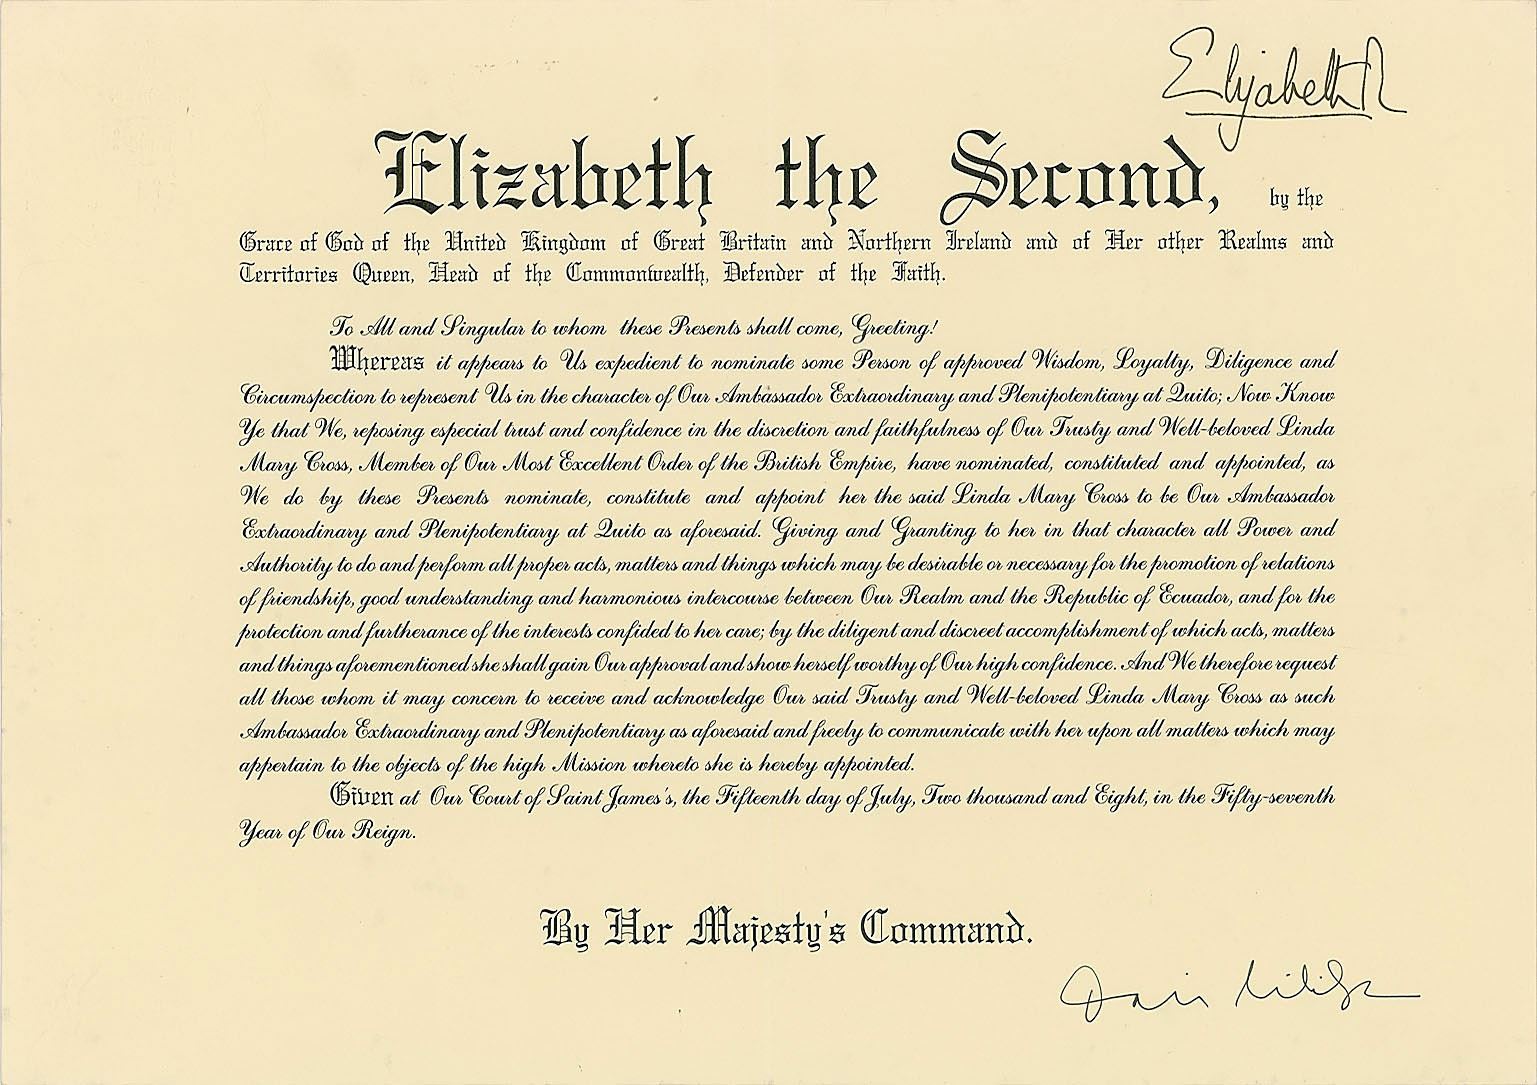 Elizabeth R
Elizabeth the Second, by the
Grace of God of the United Kingdom of Great Britain and Northern Ireland and of Her other Realms and
Territories Queen, Head of the Commonwealth, Defender of the Faith.
To All and Singular to whom these Presents shall come, Greeting!
Whereas it appears to Us expedient to nominate some Person of approved Wisdom, Loyalty, Diligence and
Circumspection to represent Us in the character of Our Ambassador Extraordinary and Plenipotentiary at Quito; Now Know
Ye that We, reposing especial trust and confidence in the discretion and faithfulness of Our Trusty and Well-beloved Linda
Mary Cross, Member of Our Most Excellent Order of the British Empire, have nominated, constituted and appointed, as
We do by these Presents nominate, constitute and appoint her the said Linda Mary Cross to be Our Ambassador
Extraordinary and Plenipotentiary at Quito as aforesaid. Giving and Granting to her in that character all Power and
Authority to do and perform all proper acts, matters and things which may be desirable or necessary for the promotion of relations
of friendship, good understanding and harmonious intercourse between Our Realm and the Republic of Ecuador, and for the
protection and furtherance of the interests confided to her care; by the diligent and discreet accomplishment of which acts, matters
and things aforementioned she shall gain Our approval and show herself worthy of Our high confidence. And We therefore request
all those whom it may concern to receive and acknowledge Our said Trusty and Well-beloved Linda Mary Cross as such
Ambassador Extraordinary and Plenipotentiary as aforesaid and freely to communicate with her upon all matters which may
appertain to the objects of the high Mission whereto she is hereby appointed.
Given at Our Court of Saint James's, the Fifteenth day of July, Two thousand and Eight, in the Fifty-seventh
Year of Our Reign.
By Her Majesty's Command.